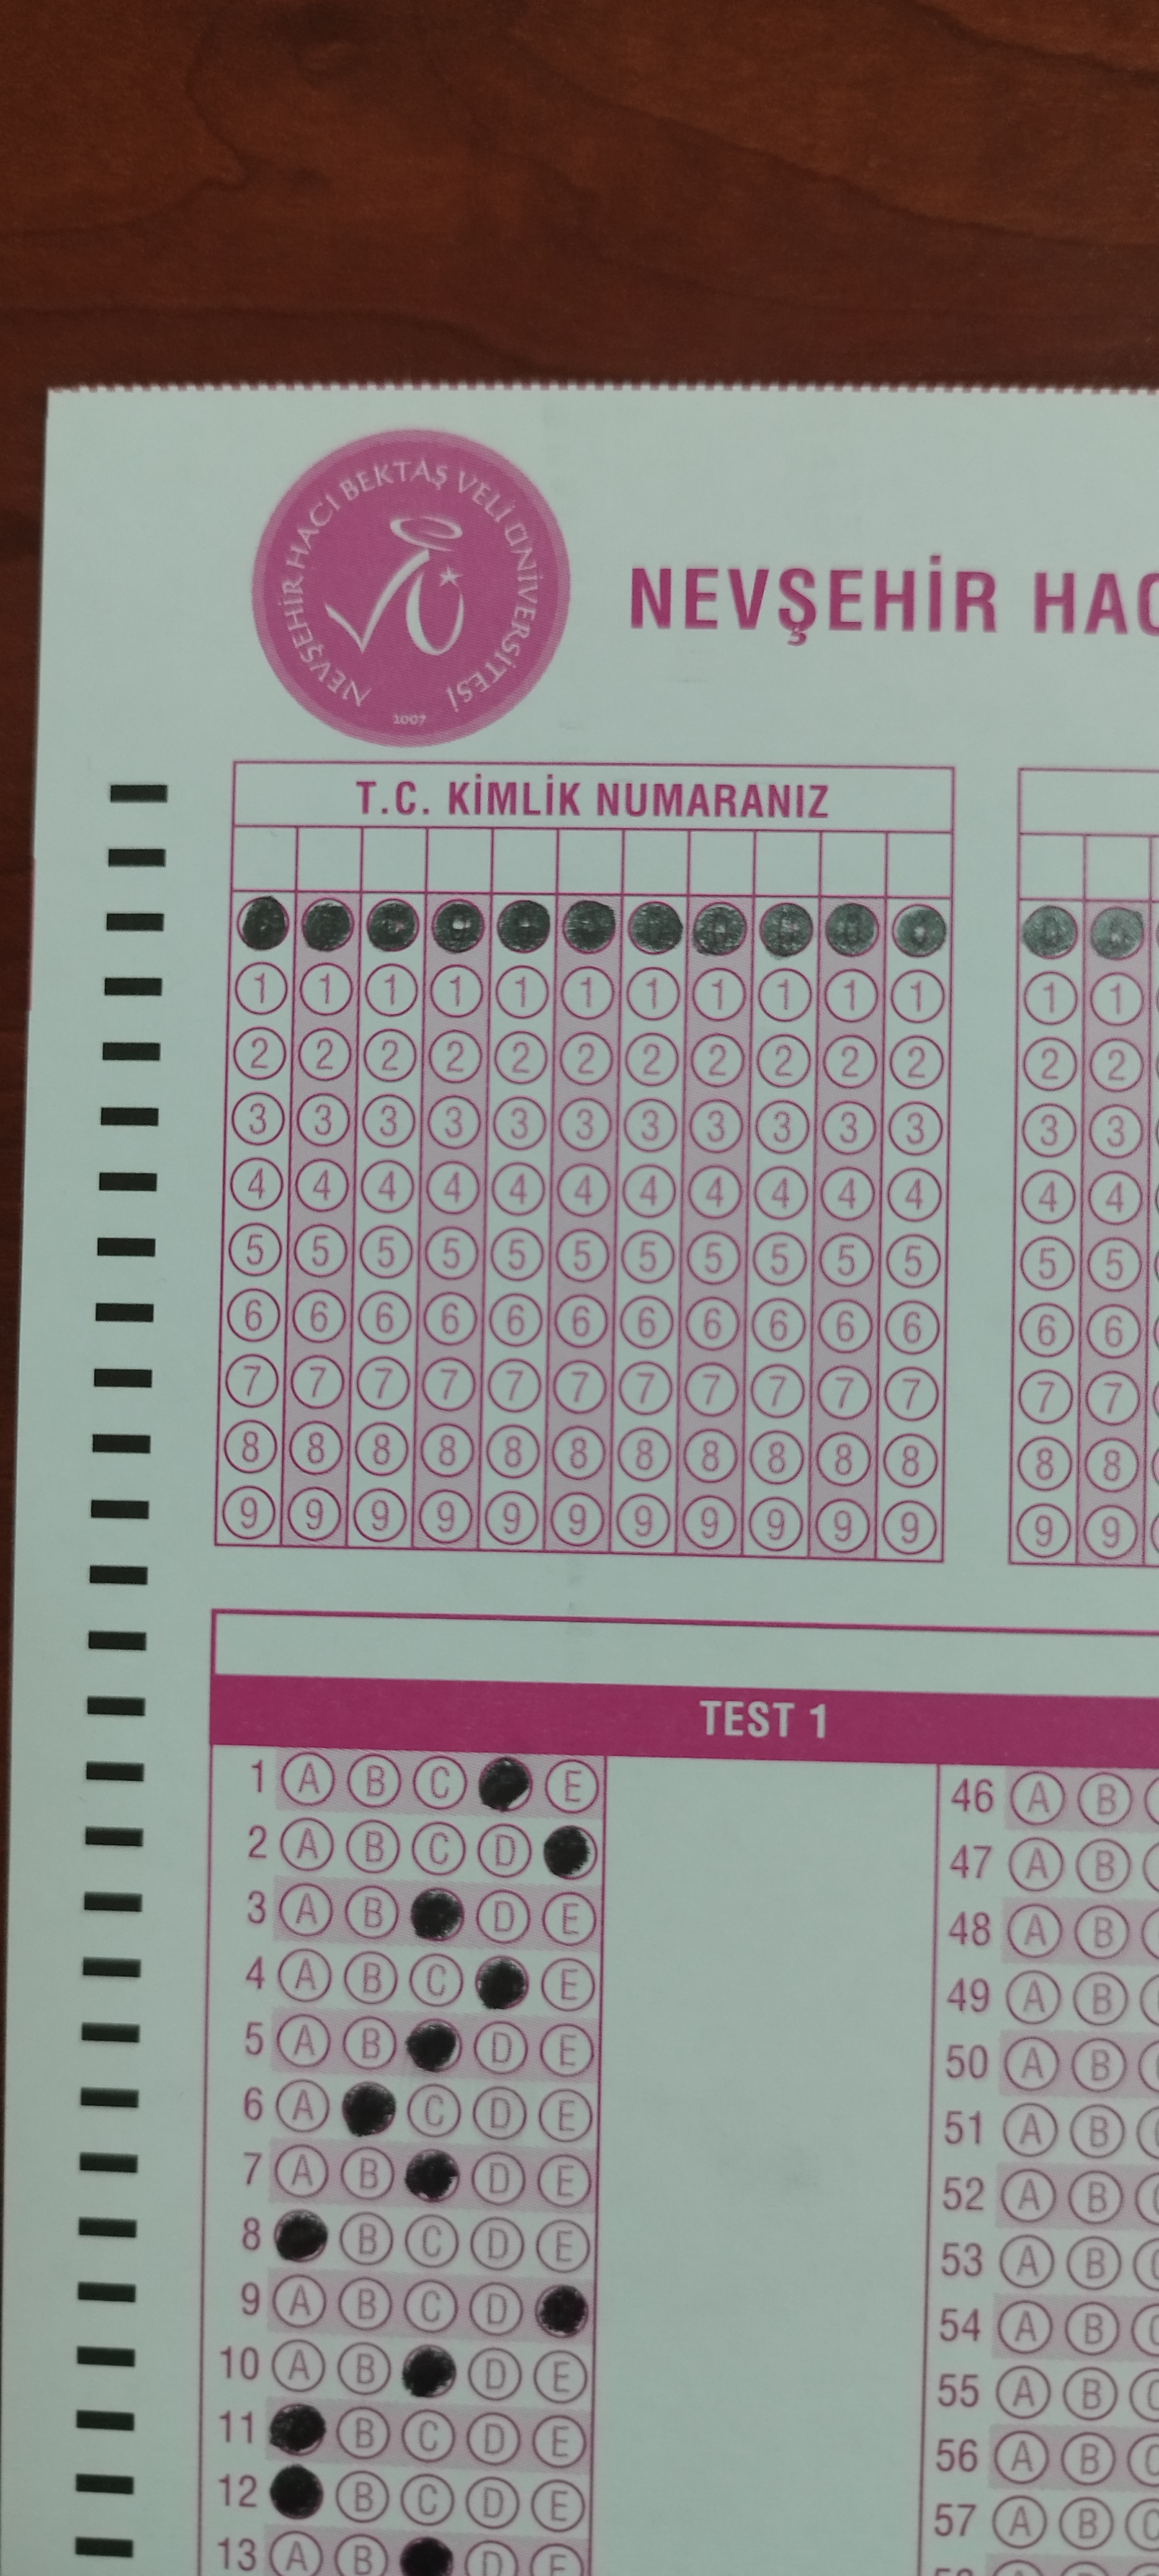 NEVŞEHİR HACI BEKTAŞ VELİ ÜNİVERSİTESİ
2007
NEVŞEHİR HAC
T.C. KİMLİK NUMARANIZ
1 1 1 1 1 1 1 1 1 1 1 1 1
2 2 2 2 2 2 2 2 2 2 2 2 2
3 3 3 3 3 3 3 3 3 3 3 3 3
4 4 4 4 4 4 4 4 4 4 4 4 4
5 5 5 5 5 5 5 5 5 5 5 5 5
6 6 6 6 6 6 6 6 6 6 6 6 6
7 7 7 7 7 7 7 7 7 7 7 7 7
8 8 8 8 8 8 8 8 8 8 8 8 8
9 9 9 9 9 9 9 9 9 9 9 9 9
TEST 1
1 A B C E
2 A B C D
3 A B D E
4 A B C E
5 A B D E
6 A C D E
7 A B D E
8 B C D E
9 A B C D
10 A B D E
11 B C D E
12 B C D E
13 A B D E
46 A B
47 A B
48 A B
49 A B
50 A B
51 A B
52 A B
53 A B
54 A B
55 A B
56 A B
57 A B